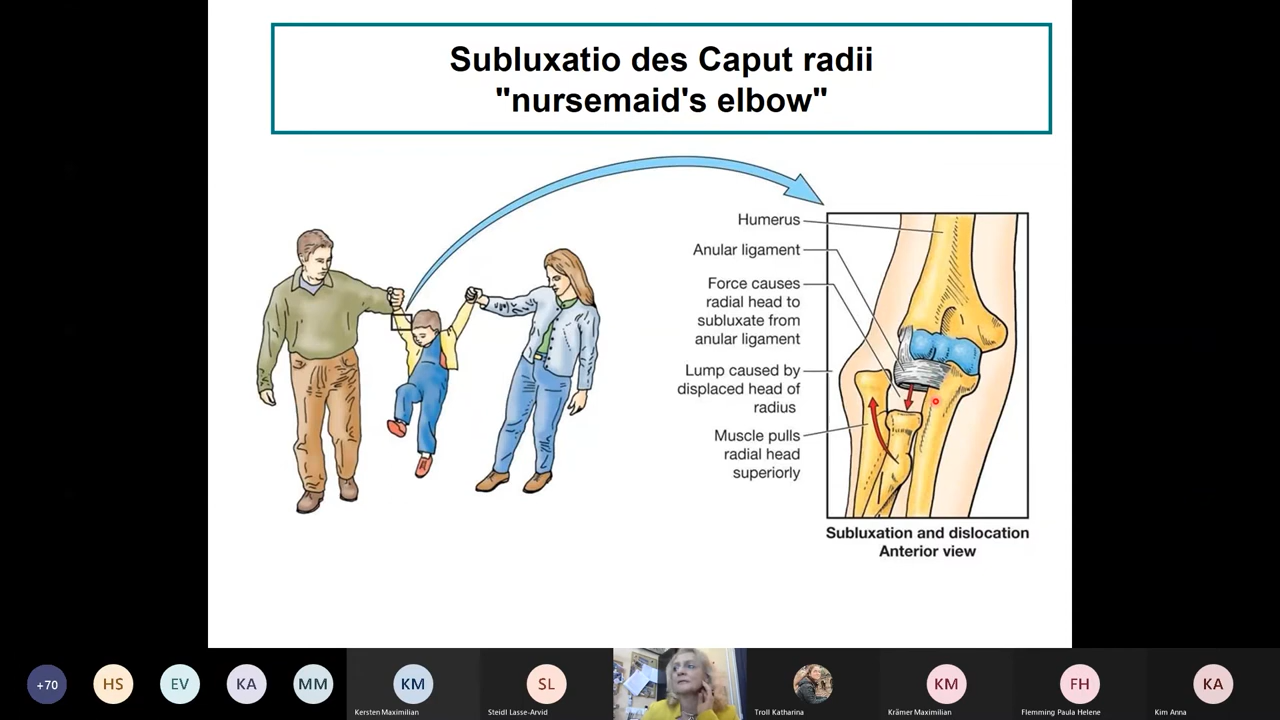 Subluxatio des Caput radii
"nursemaid's elbow"
Humerus
Anular ligament
Force causes
radial head to
subluxate from
anular ligament
Lump caused by
displaced head of
radius
Muscle pulls
radial head
superiorly
Subluxation and dislocation
Anterior view
+70
HS
EV
KA
MM
KM
Kersten Maximilian
SL
Steidl Lasse-Arvid
Troll Katharina
KM
Krämer Maximilian
FH
Flemming Paula Helene
KA
Kim Anna